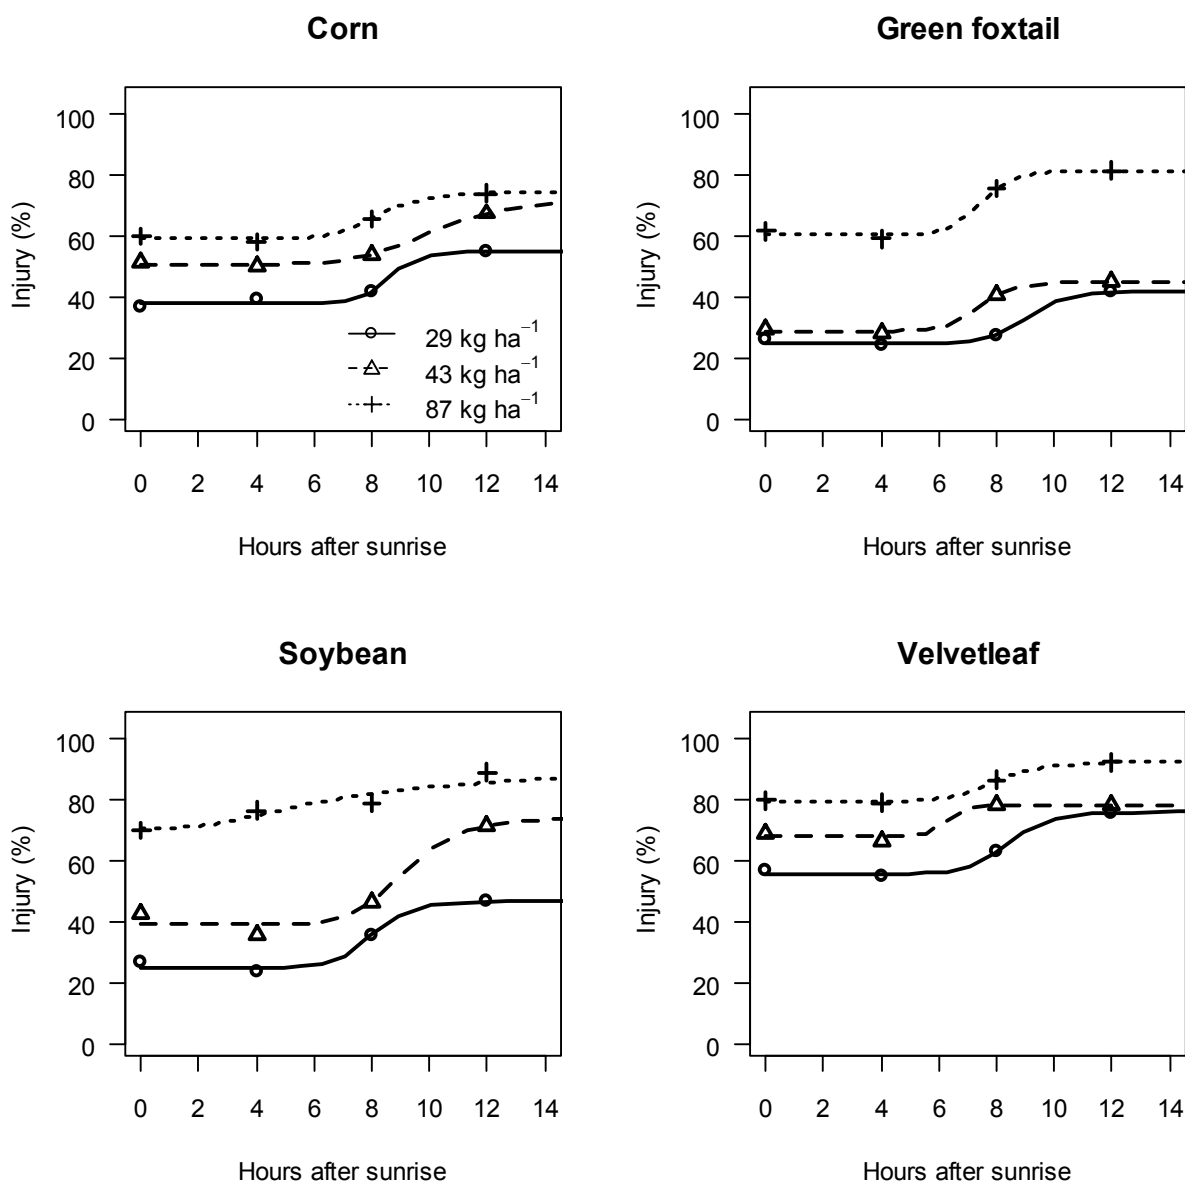 Corn
Injury (%)
100
80
60
40
20
0
29 kg ha⁻¹
43 kg ha⁻¹
87 kg ha⁻¹
0 2 4 6 8 10 12 14
Hours after sunrise
Green foxtail
Injury (%)
100
80
60
40
20
0
0 2 4 6 8 10 12 14
Hours after sunrise
Soybean
Injury (%)
100
80
60
40
20
0
0 2 4 6 8 10 12 14
Hours after sunrise
Velvetleaf
Injury (%)
100
80
60
40
20
0
0 2 4 6 8 10 12 14
Hours after sunrise